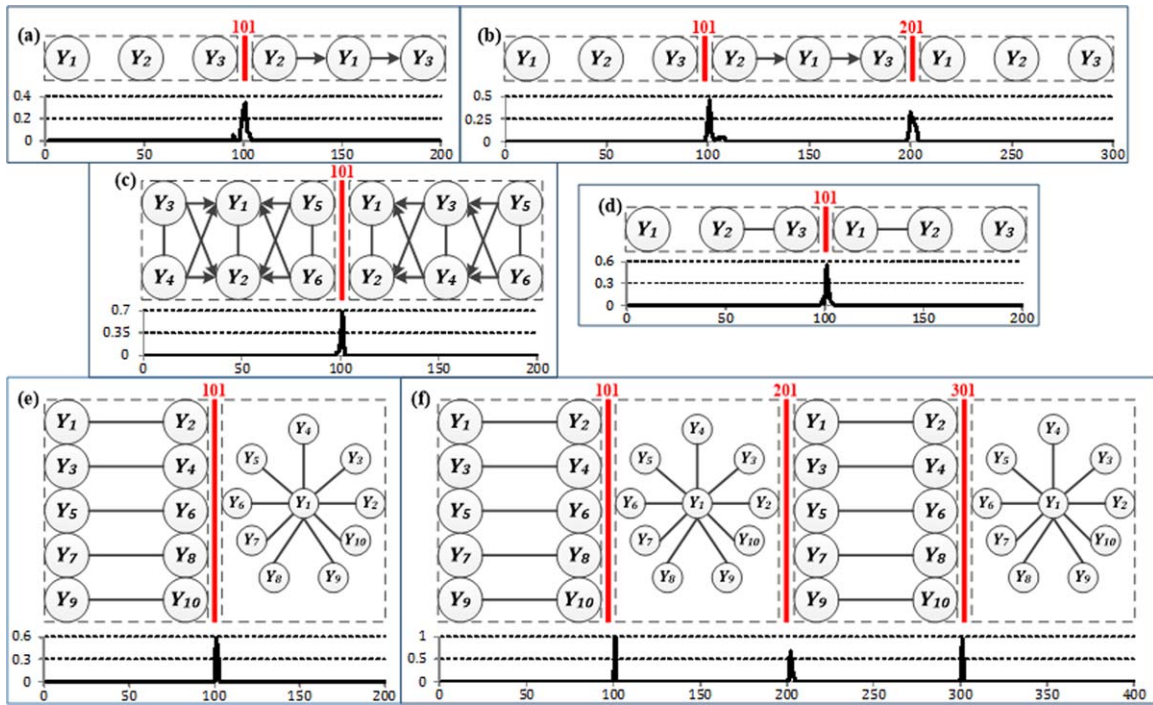 (a) 101
Y1 Y2 Y3 Y2 Y1 Y3
0.4
0.2
0
0 50 100 150 200
(b) 101 201
Y1 Y2 Y3 Y2 Y1 Y3 Y1 Y2 Y3
0.5
0.25
0
0 50 100 150 200 250 300
(c) 101
Y3 Y1 Y5 Y1 Y3 Y5
Y4 Y2 Y6 Y2 Y4 Y6
0.7
0.35
0
0 50 100 150 200
(d) 101
Y1 Y2 Y3 Y1 Y2 Y3
0.6
0.3
0
0 50 100 150 200
(e) 101
Y1 Y2
Y3 Y4
Y5 Y6
Y7 Y8
Y9 Y10
Y4
Y5 Y3
Y6 Y1 Y2
Y7 Y10
Y8 Y9
0.6
0.3
0
0 50 100 150 200
(f) 101 201 301
Y1 Y2
Y3 Y4
Y5 Y6
Y7 Y8
Y9 Y10
Y4
Y5 Y3
Y6 Y1 Y2
Y7 Y10
Y8 Y9
Y1 Y2
Y3 Y4
Y5 Y6
Y7 Y8
Y9 Y10
Y4
Y5 Y3
Y6 Y1 Y2
Y7 Y10
Y8 Y9
1
0.5
0
0 50 100 150 200 250 300 350 400